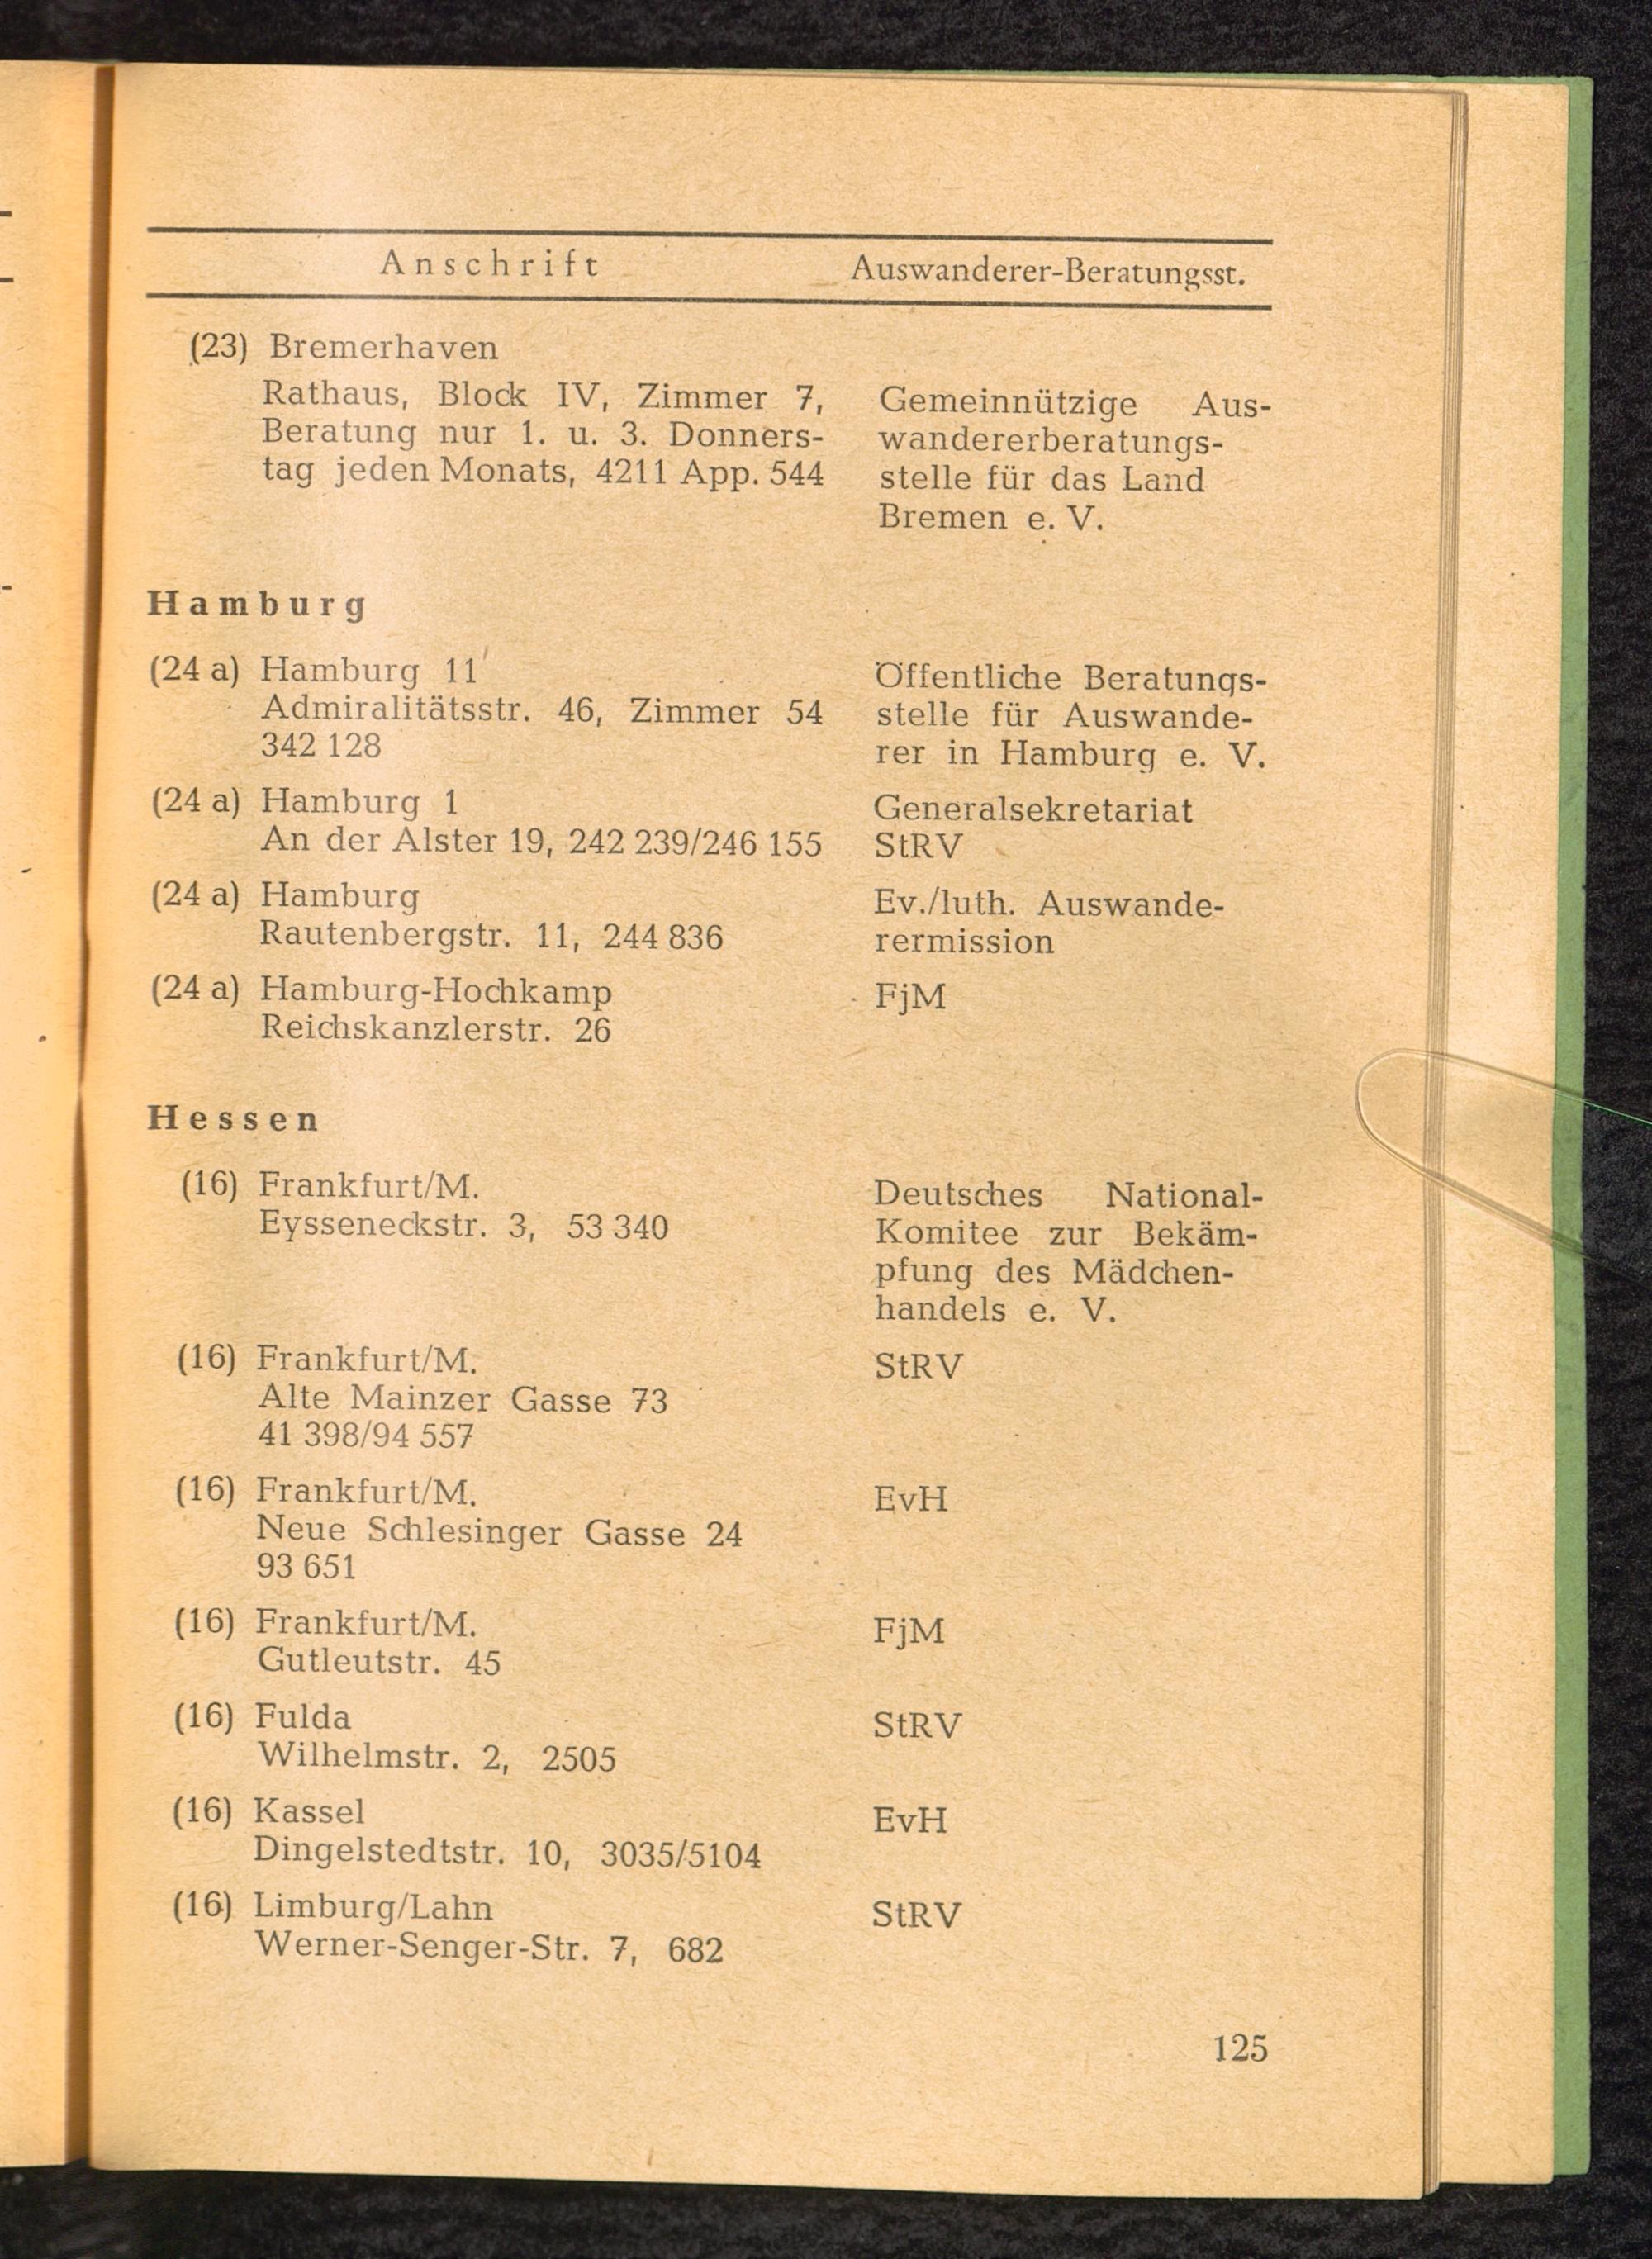 Anschrift Auswanderer-Beratungsst.
(23) Bremerhaven
Rathaus, Block IV, Zimmer 7, Gemeinnützige Aus-
Beratung nur 1. u. 3. Donners- wandererberatungs-
tag jeden Monats, 4211 App. 544 stelle für das Land
Bremen e. V.
Hamburg
(24 a) Hamburg 11 Öffentliche Beratungs-
Admiralitätsstr. 46, Zimmer 54 stelle für Auswande-
342 128 rer in Hamburg e. V.
(24 a) Hamburg 1 Generalsekretariat
An der Alster 19, 242 239/246 155 StRV
(24 a) Hamburg Ev./luth. Auswande-
Rautenbergstr. 11, 244 836 rermission
(24 a) Hamburg-Hochkamp FjM
Reichskanzlerstr. 26
Hessen
(16) Frankfurt/M. Deutsches National-
Eysseneckstr. 3, 53 340 Komitee zur Bekäm-
pfung des Mädchen-
handels e. V.
(16) Frankfurt/M. StRV
Alte Mainzer Gasse 73
41 398/94 557
(16) Frankfurt/M. EvH
Neue Schlesinger Gasse 24
93 651
(16) Frankfurt/M. FjM
Gutleutstr. 45
(16) Fulda StRV
Wilhelmstr. 2, 2505
(16) Kassel EvH
Dingelstedtstr. 10, 3035/5104
(16) Limburg/Lahn StRV
Werner-Senger-Str. 7, 682
125